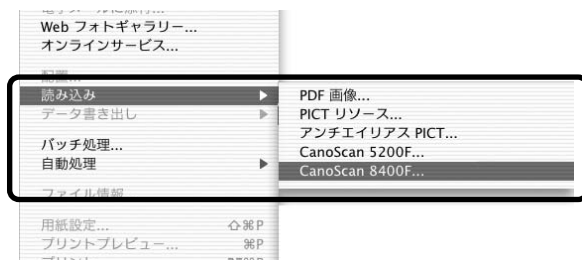 Web フォトギャラリー...
オンラインサービス...
配置...
読み込み
データ書き出し
バッチ処理...
自動処理
ファイル情報
用紙設定... ⇧⌘P
プリントプレビュー... ⌘P
PDF 画像...
PICT リソース...
アンチエイリアス PICT...
CanoScan 5200F...
CanoScan 8400F...